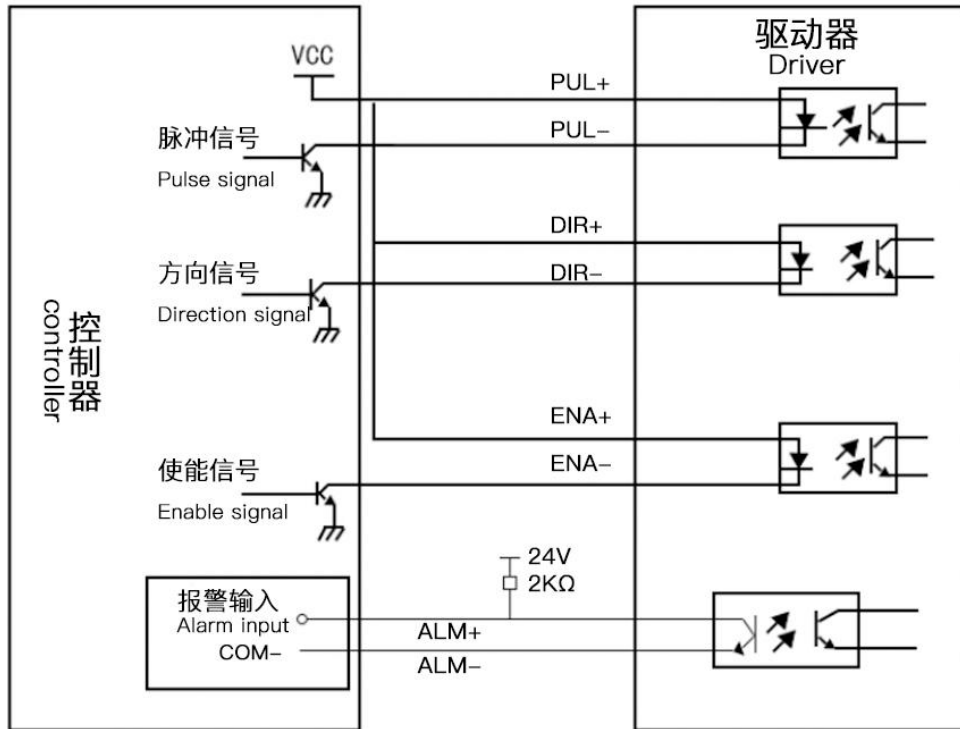 驱动器
Driver
VCC
PUL+
PUL-
脉冲信号
Pulse signal
DIR+
DIR-
方向信号
Direction signal
控制器
controller
ENA+
ENA-
使能信号
Enable signal
24V
2KΩ
报警输入
Alarm input
ALM+
COM-
ALM-